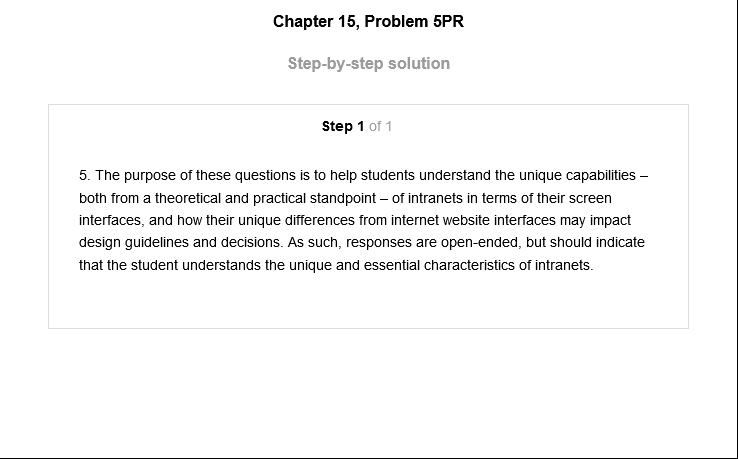 Chapter 15, Problem 5PR
Step-by-step solution
Step 1 of 1
5. The purpose of these questions is to help students understand the unique capabilities –
both from a theoretical and practical standpoint – of intranets in terms of their screen
interfaces, and how their unique differences from internet website interfaces may impact
design guidelines and decisions. As such, responses are open-ended, but should indicate
that the student understands the unique and essential characteristics of intranets.